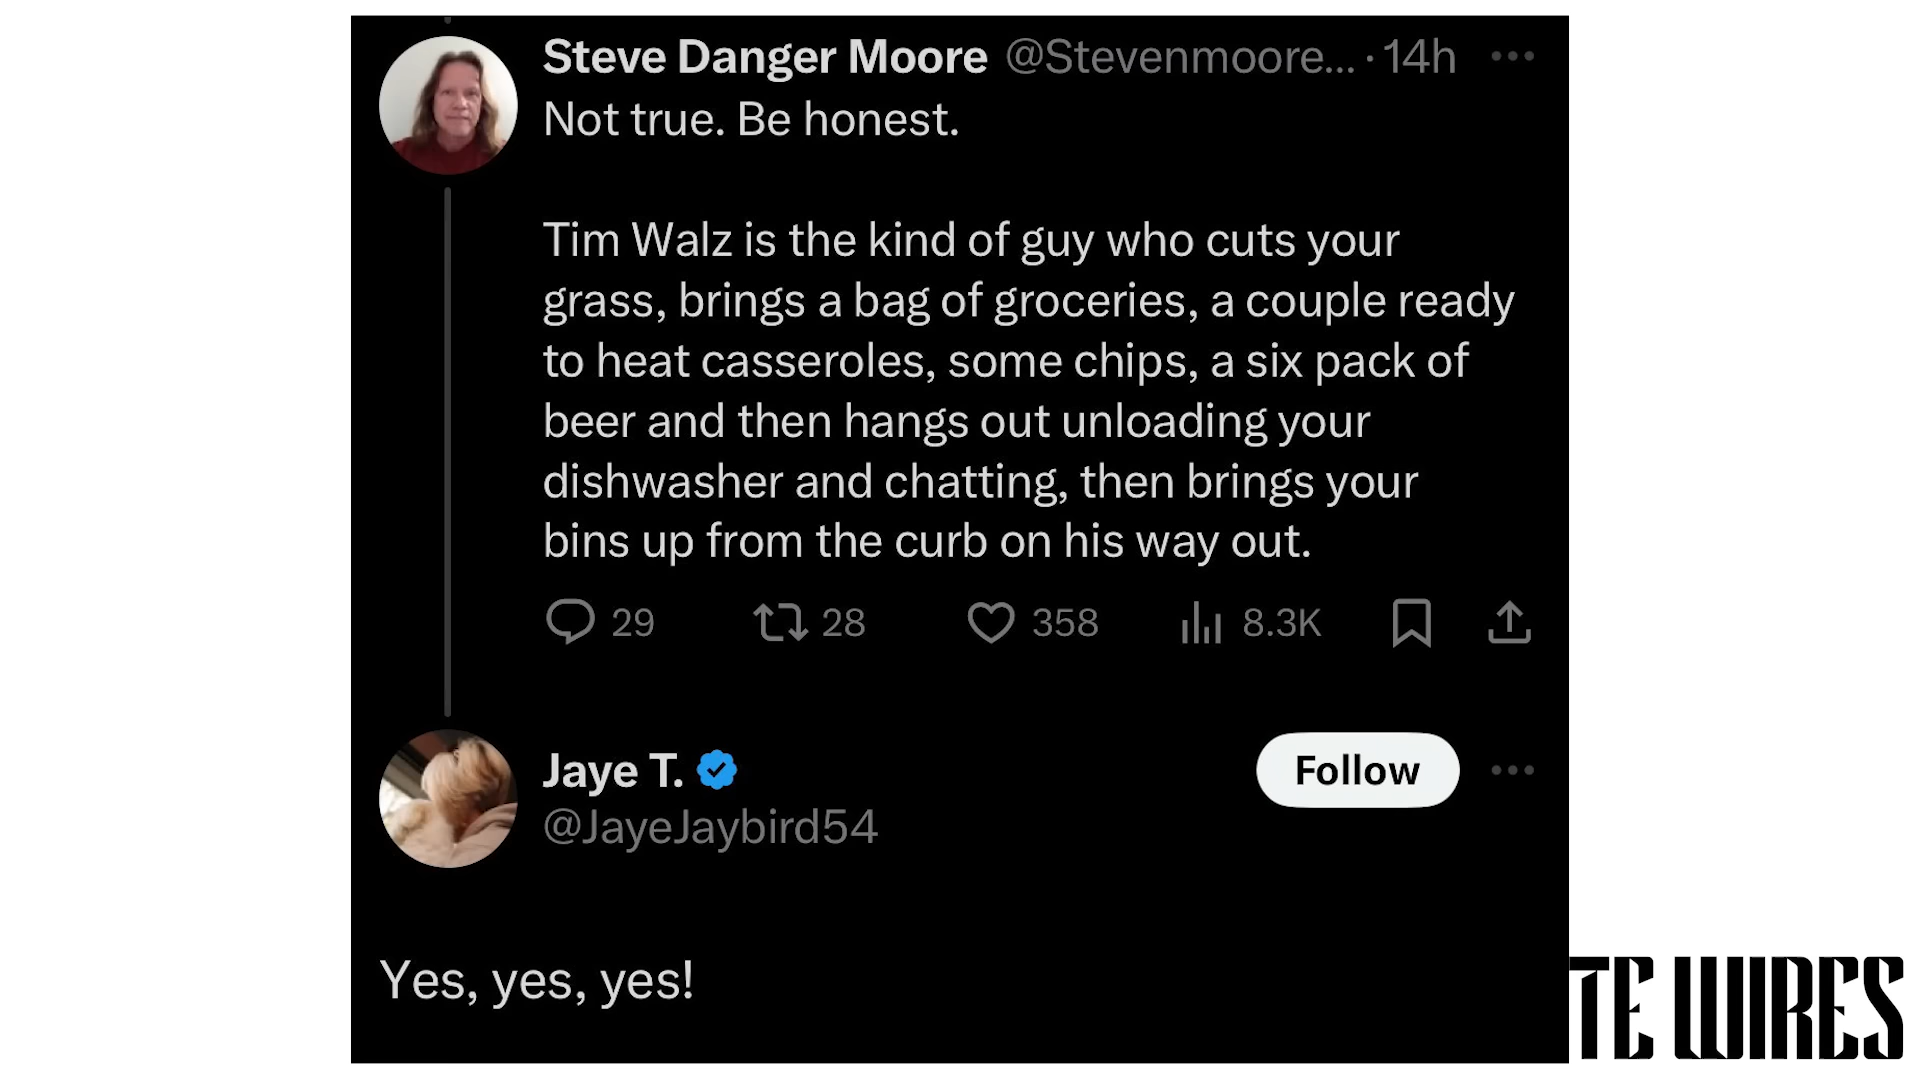 Steve Danger Moore @Stevenmoore... · 14h
Not true. Be honest.
Tim Walz is the kind of guy who cuts your
grass, brings a bag of groceries, a couple ready
to heat casseroles, some chips, a six pack of
beer and then hangs out unloading your
dishwasher and chatting, then brings your
bins up from the curb on his way out.
29 28 358 8.3K
Jaye T. Follow
@JayeJaybird54
Yes, yes, yes!
TE WIRES